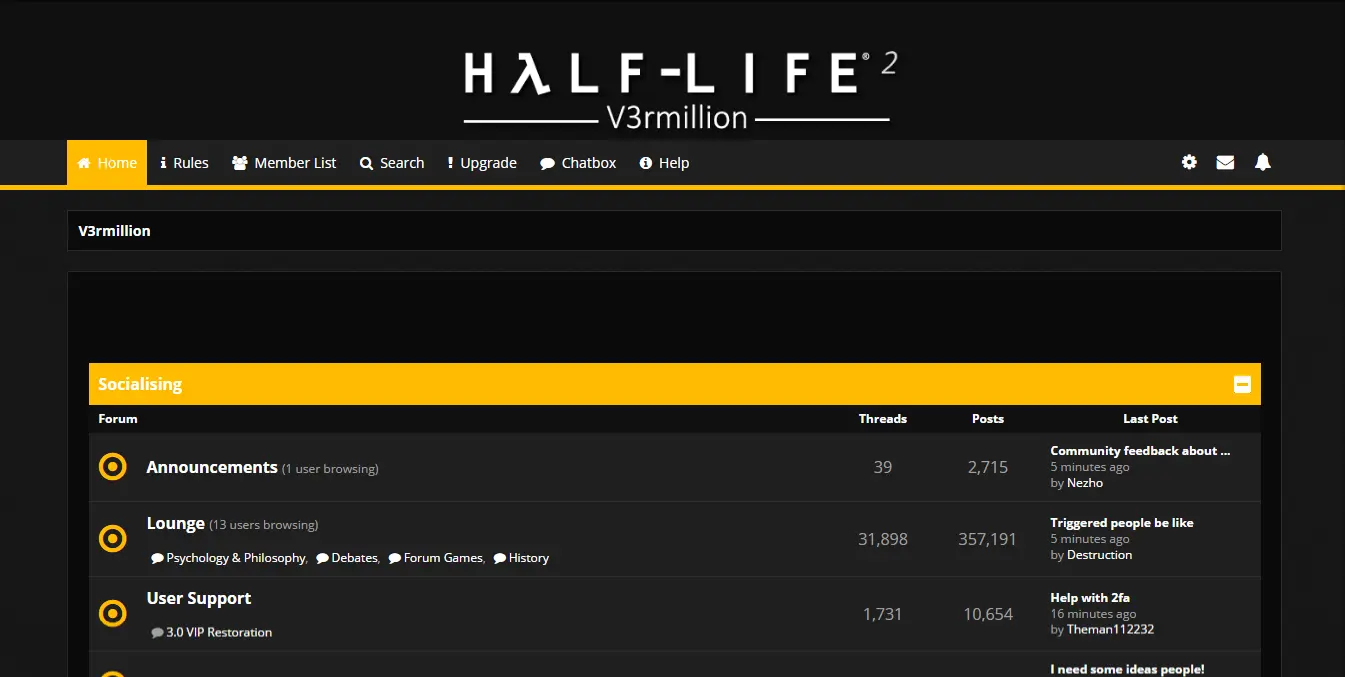 HλLF-LIFE® 2
V3rmillion
Home Rules Member List Search Upgrade Chatbox Help
V3rmillion
Socialising
Forum Threads Posts Last Post
Announcements (1 user browsing) 39 2,715
Community feedback about ...
5 minutes ago
by Nezho
Lounge (13 users browsing)
Psychology & Philosophy, Debates, Forum Games, History
31,898 357,191
Triggered people be like
5 minutes ago
by Destruction
User Support
3.0 VIP Restoration
1,731 10,654
Help with 2fa
16 minutes ago
by Theman112232
I need some ideas people!